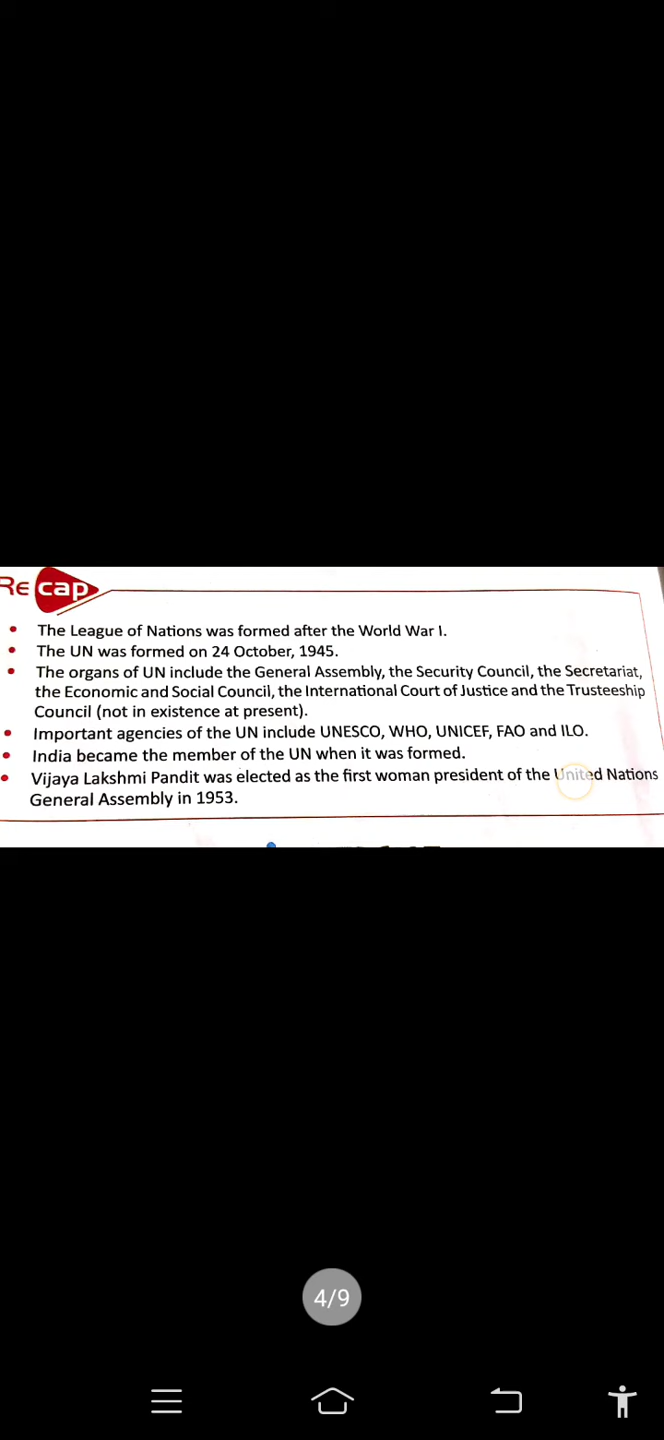 Recap
• The League of Nations was formed after the World War I.
• The UN was formed on 24 October, 1945.
• The organs of UN include the General Assembly, the Security Council, the Secretariat,
the Economic and Social Council, the International Court of Justice and the Trusteeship
Council (not in existence at present).
• Important agencies of the UN include UNESCO, WHO, UNICEF, FAO and ILO.
• India became the member of the UN when it was formed.
• Vijaya Lakshmi Pandit was elected as the first woman president of the United Nations
General Assembly in 1953.
4/9